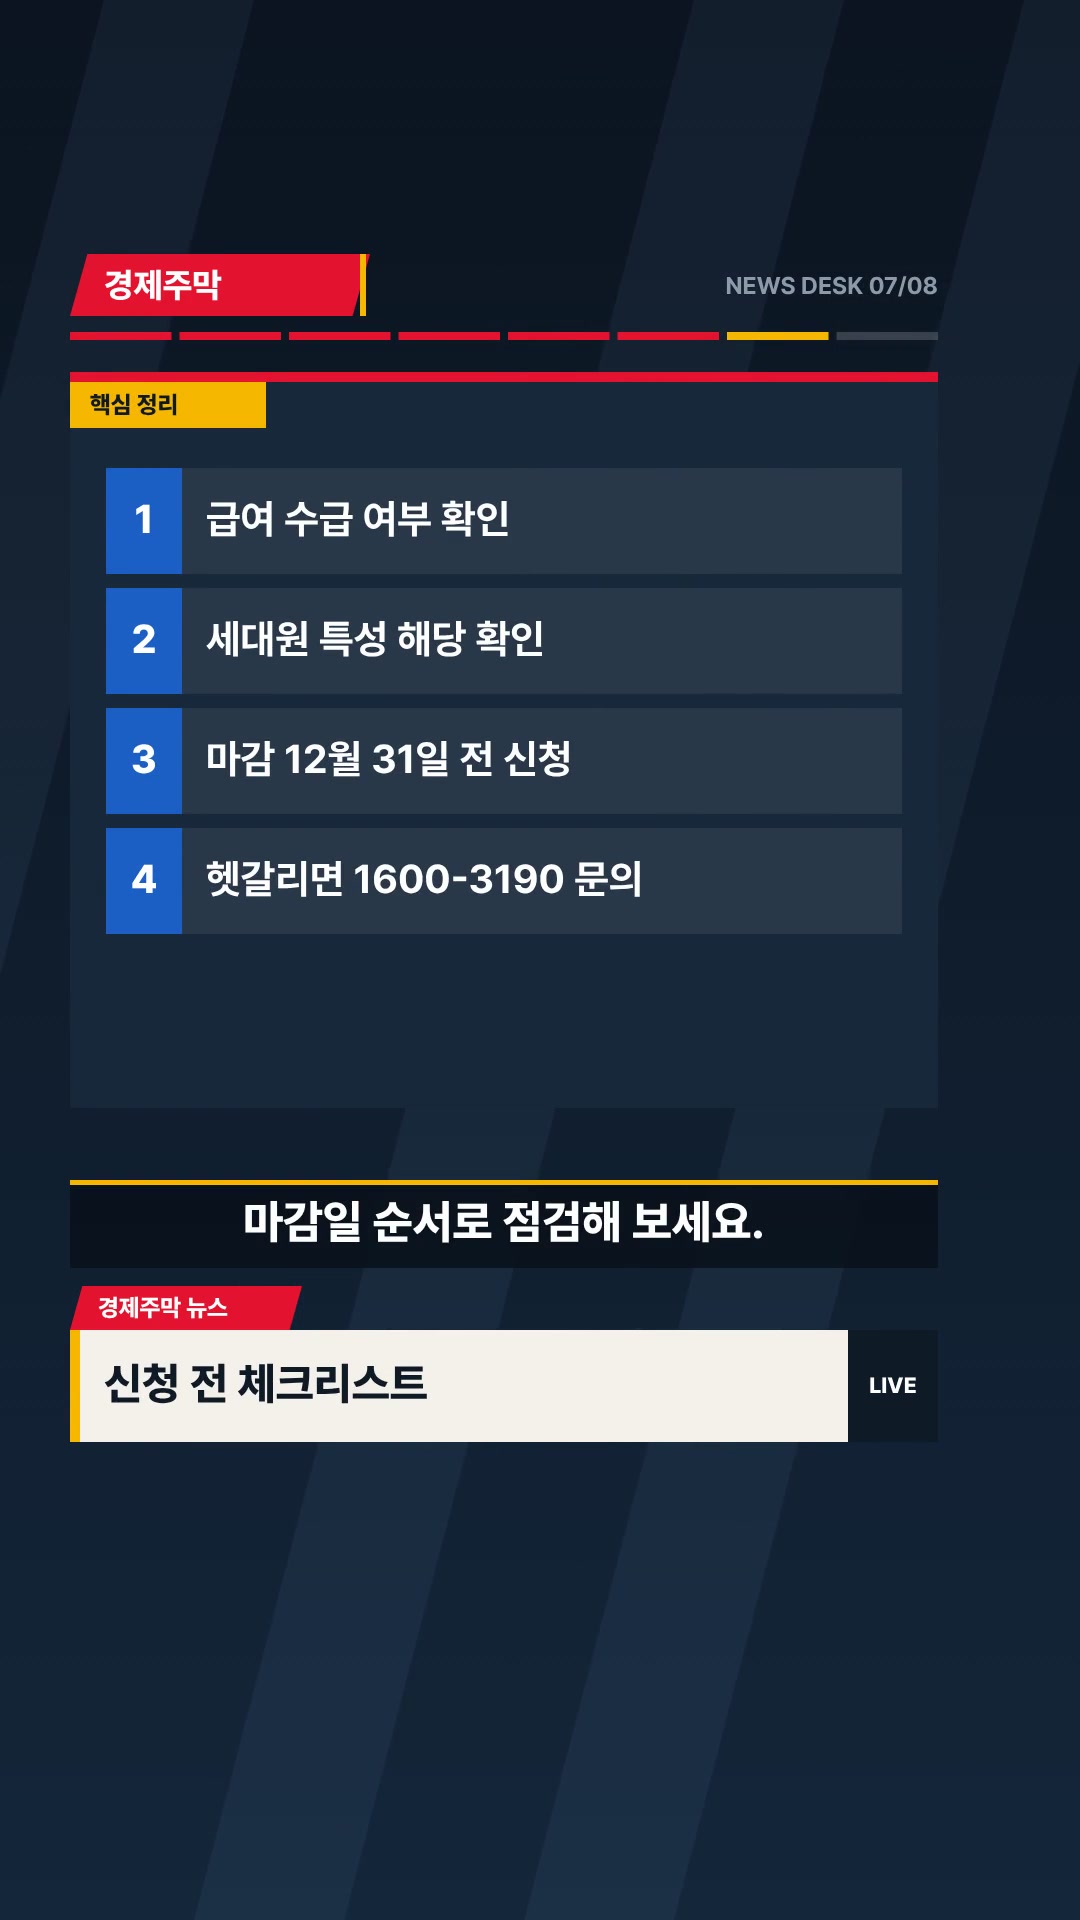 경제주막
NEWS DESK 07/08
핵심 정리
1 급여 수급 여부 확인
2 세대원 특성 해당 확인
3 마감 12월 31일 전 신청
4 헷갈리면 1600-3190 문의
마감일 순서로 점검해 보세요.
경제주막 뉴스
신청 전 체크리스트
LIVE